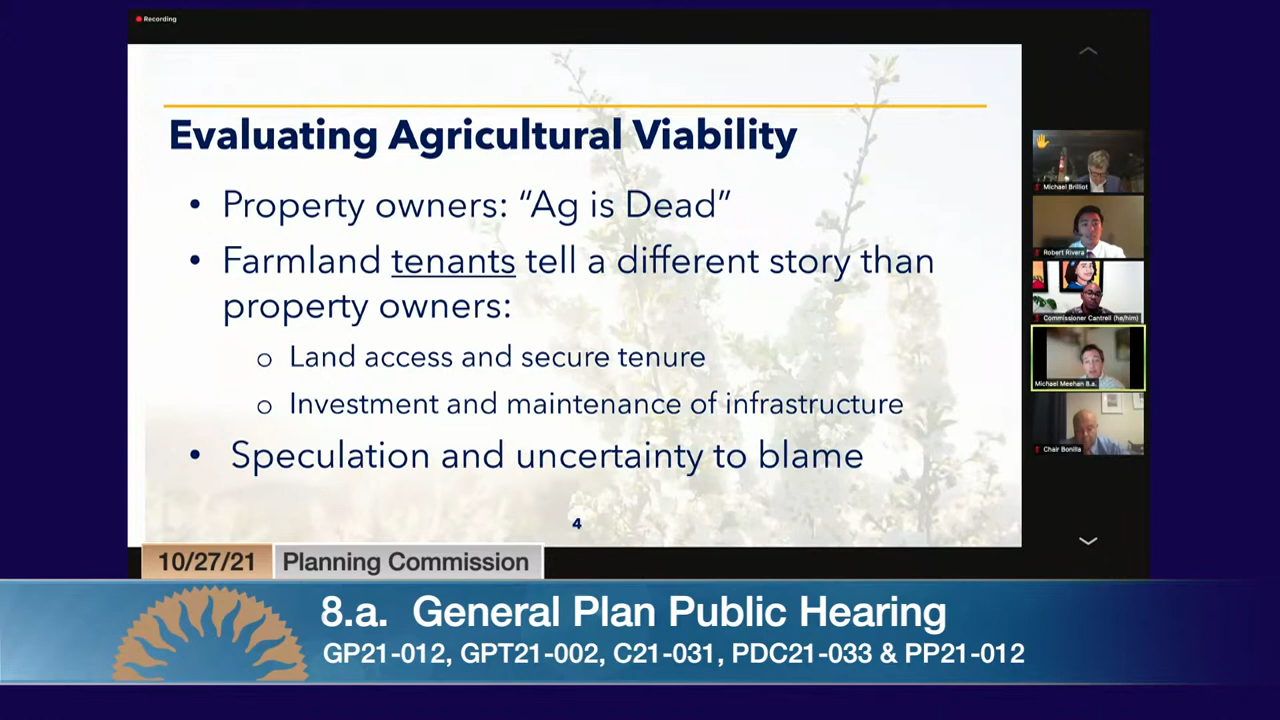 Recording
Evaluating Agricultural Viability
• Property owners: “Ag is Dead”
• Farmland tenants tell a different story than
property owners:
o Land access and secure tenure
o Investment and maintenance of infrastructure
• Speculation and uncertainty to blame
4
Michael Brilliot
Robert Rivera
Commissioner Cantrell (he/him)
Michael Meehan 8.a.
Chair Bonilla
10/27/21 Planning Commission
8.a. General Plan Public Hearing
GP21-012, GPT21-002, C21-031, PDC21-033 & PP21-012